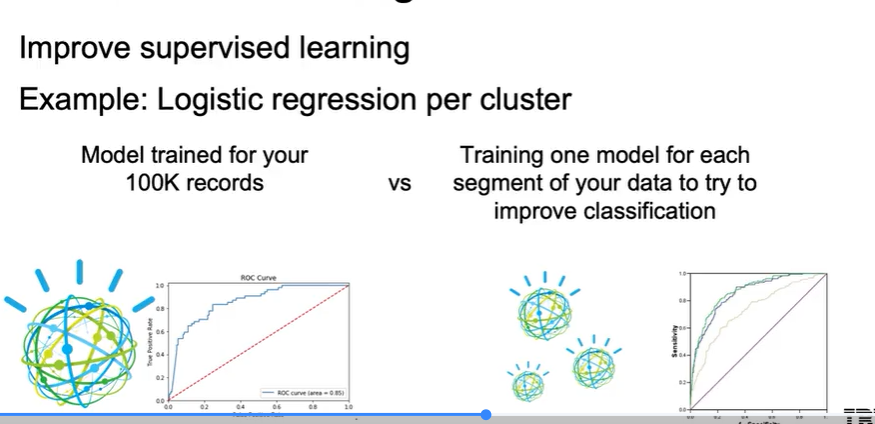 Improve supervised learning
Example: Logistic regression per cluster
Model trained for your
100K records
vs
Training one model for each
segment of your data to try to
improve classification
ROC Curve
True Positive Rate
1.0
0.8
0.6
0.4
0.2
0.0
0.0 0.2 0.4 0.6 0.8 1.0
ROC curve (area = 0.85)
Sensitivity
1.0
0.8
0.6
0.4
0.2
0.0